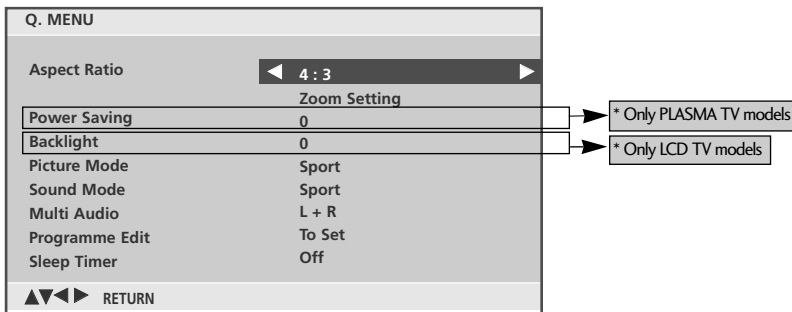 Q. MENU
Aspect Ratio ◀ 4 : 3 ▶
Zoom Setting
Power Saving 0 * Only PLASMA TV models
Backlight 0 * Only LCD TV models
Picture Mode Sport
Sound Mode Sport
Multi Audio L + R
Programme Edit To Set
Sleep Timer Off
▲▼◀ ▶ RETURN